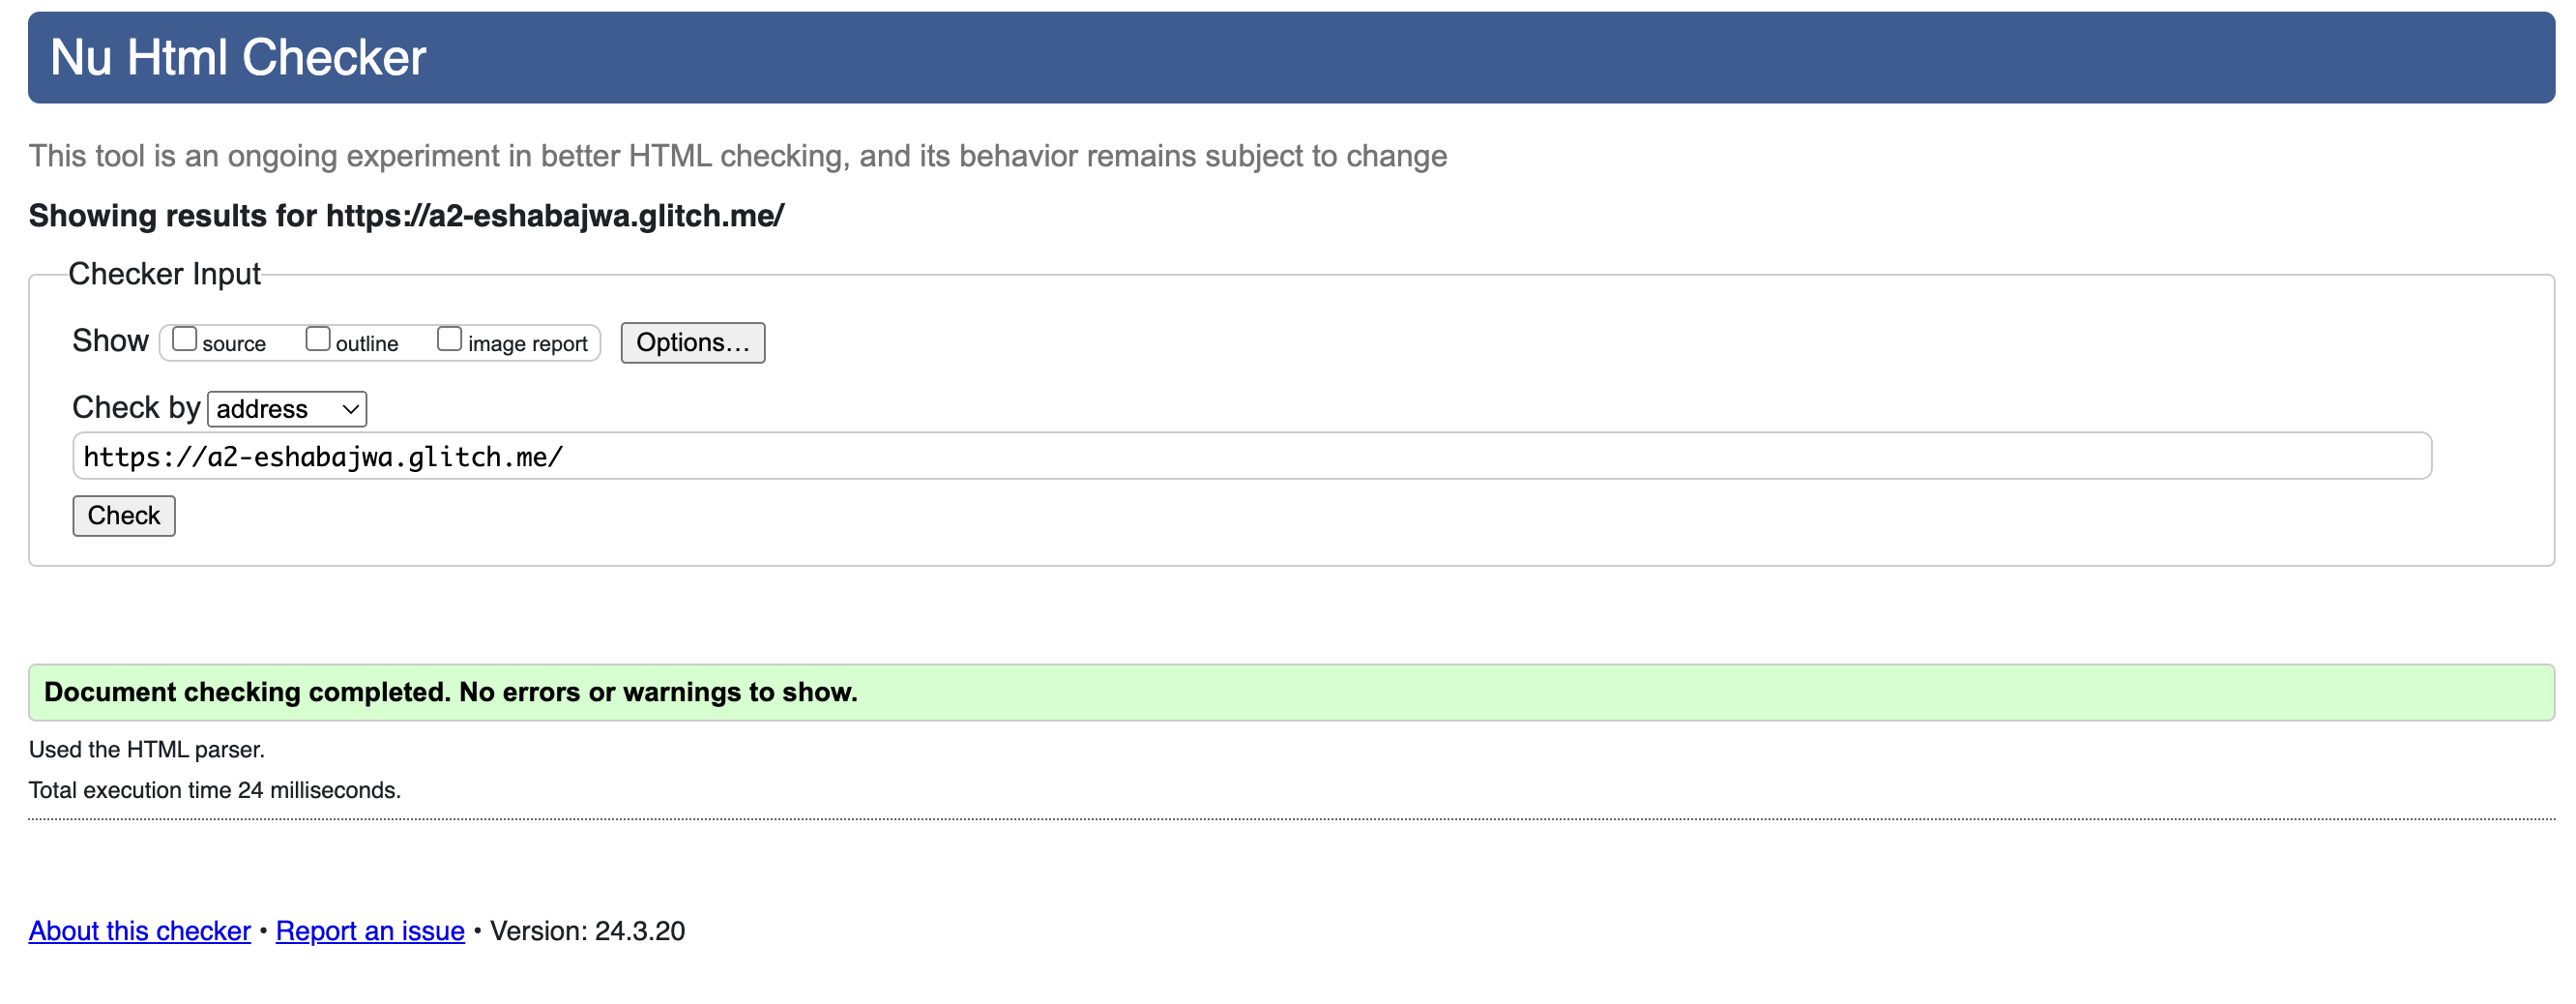 Nu Html Checker
This tool is an ongoing experiment in better HTML checking, and its behavior remains subject to change
Showing results for https://a2-eshabajwa.glitch.me/
Checker Input
Show source outline image report Options...
Check by address
https://a2-eshabajwa.glitch.me/
Check
Document checking completed. No errors or warnings to show.
Used the HTML parser.
Total execution time 24 milliseconds.
About this checker • Report an issue • Version: 24.3.20